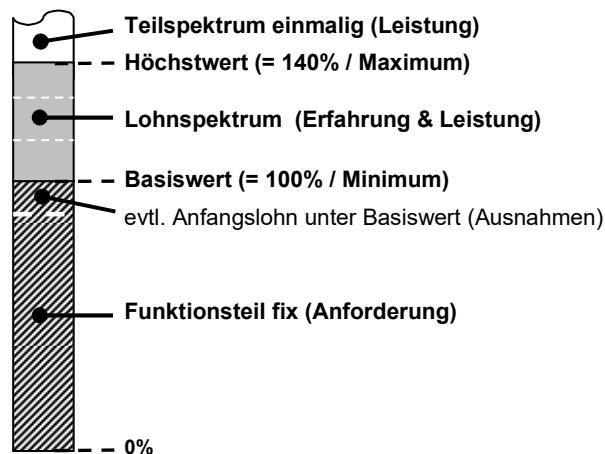 Teilspektrum einmalig (Leistung)
Höchstwert (= 140% / Maximum)
Lohnspektrum (Erfahrung & Leistung)
Basiswert (= 100% / Minimum)
evtl. Anfangslohn unter Basiswert (Ausnahmen)
Funktionsteil fix (Anforderung)
0%